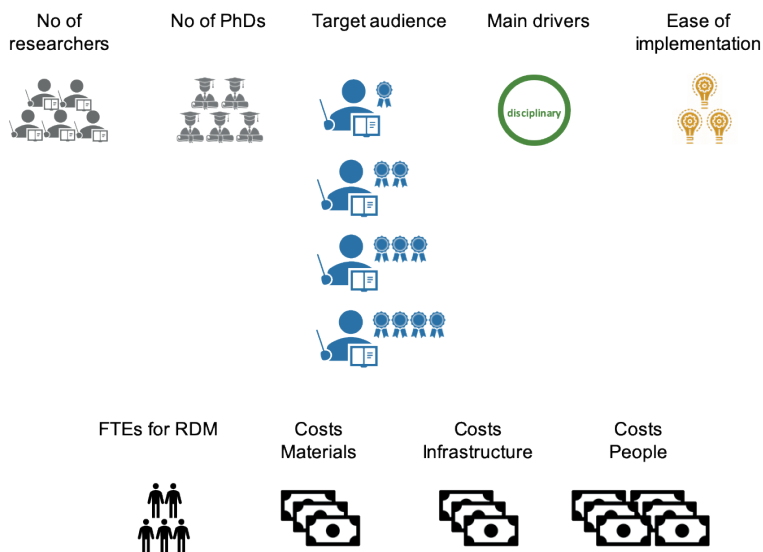 No of
researchers
No of PhDs
Target audience
Main drivers
Ease of
implementation
disciplinary
FTEs for RDM
Costs
Materials
Costs
Infrastructure
Costs
People